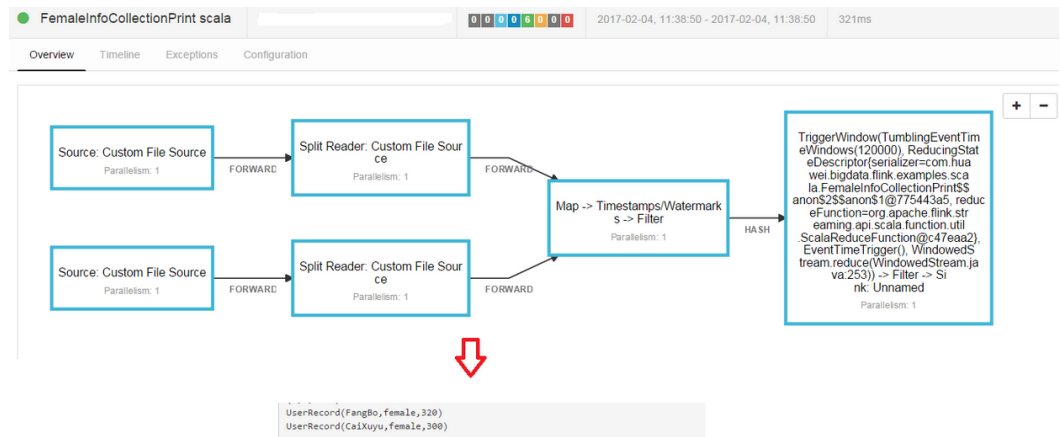 FemaleInfoCollectionPrint scala
0 0 0 0 6 0 0 0
2017-02-04, 11:38:50 - 2017-02-04, 11:38:50
321ms
Overview
Timeline
Exceptions
Configuration
+ −
Source: Custom File Source
Parallelism: 1
FORWARD
Split Reader: Custom File Sour
ce
Parallelism: 1
FORWARD
Source: Custom File Source
Parallelism: 1
FORWARD
Split Reader: Custom File Sour
ce
Parallelism: 1
FORWARD
Map -> Timestamps/Watermark
s -> Filter
Parallelism: 1
HASH
TriggerWindow(TumblingEventTim
eWindows(120000), ReducingStat
eDescriptor{serializer=com.hua
wei.bigdata.flink.examples.sca
la.FemaleInfoCollectionPrint$$
anon$2$$anon$1@775443a5, reduc
eFunction=org.apache.flink.str
eaming.api.scala.function.util
.ScalaReduceFunction@c47eaa2},
EventTimeTrigger(), WindowedS
tream.reduce(WindowedStream.ja
va:253)) -> Filter -> Si
nk: Unnamed
Parallelism: 1
UserRecord(FangBo,female,320)
UserRecord(CaiXuyu,female,300)